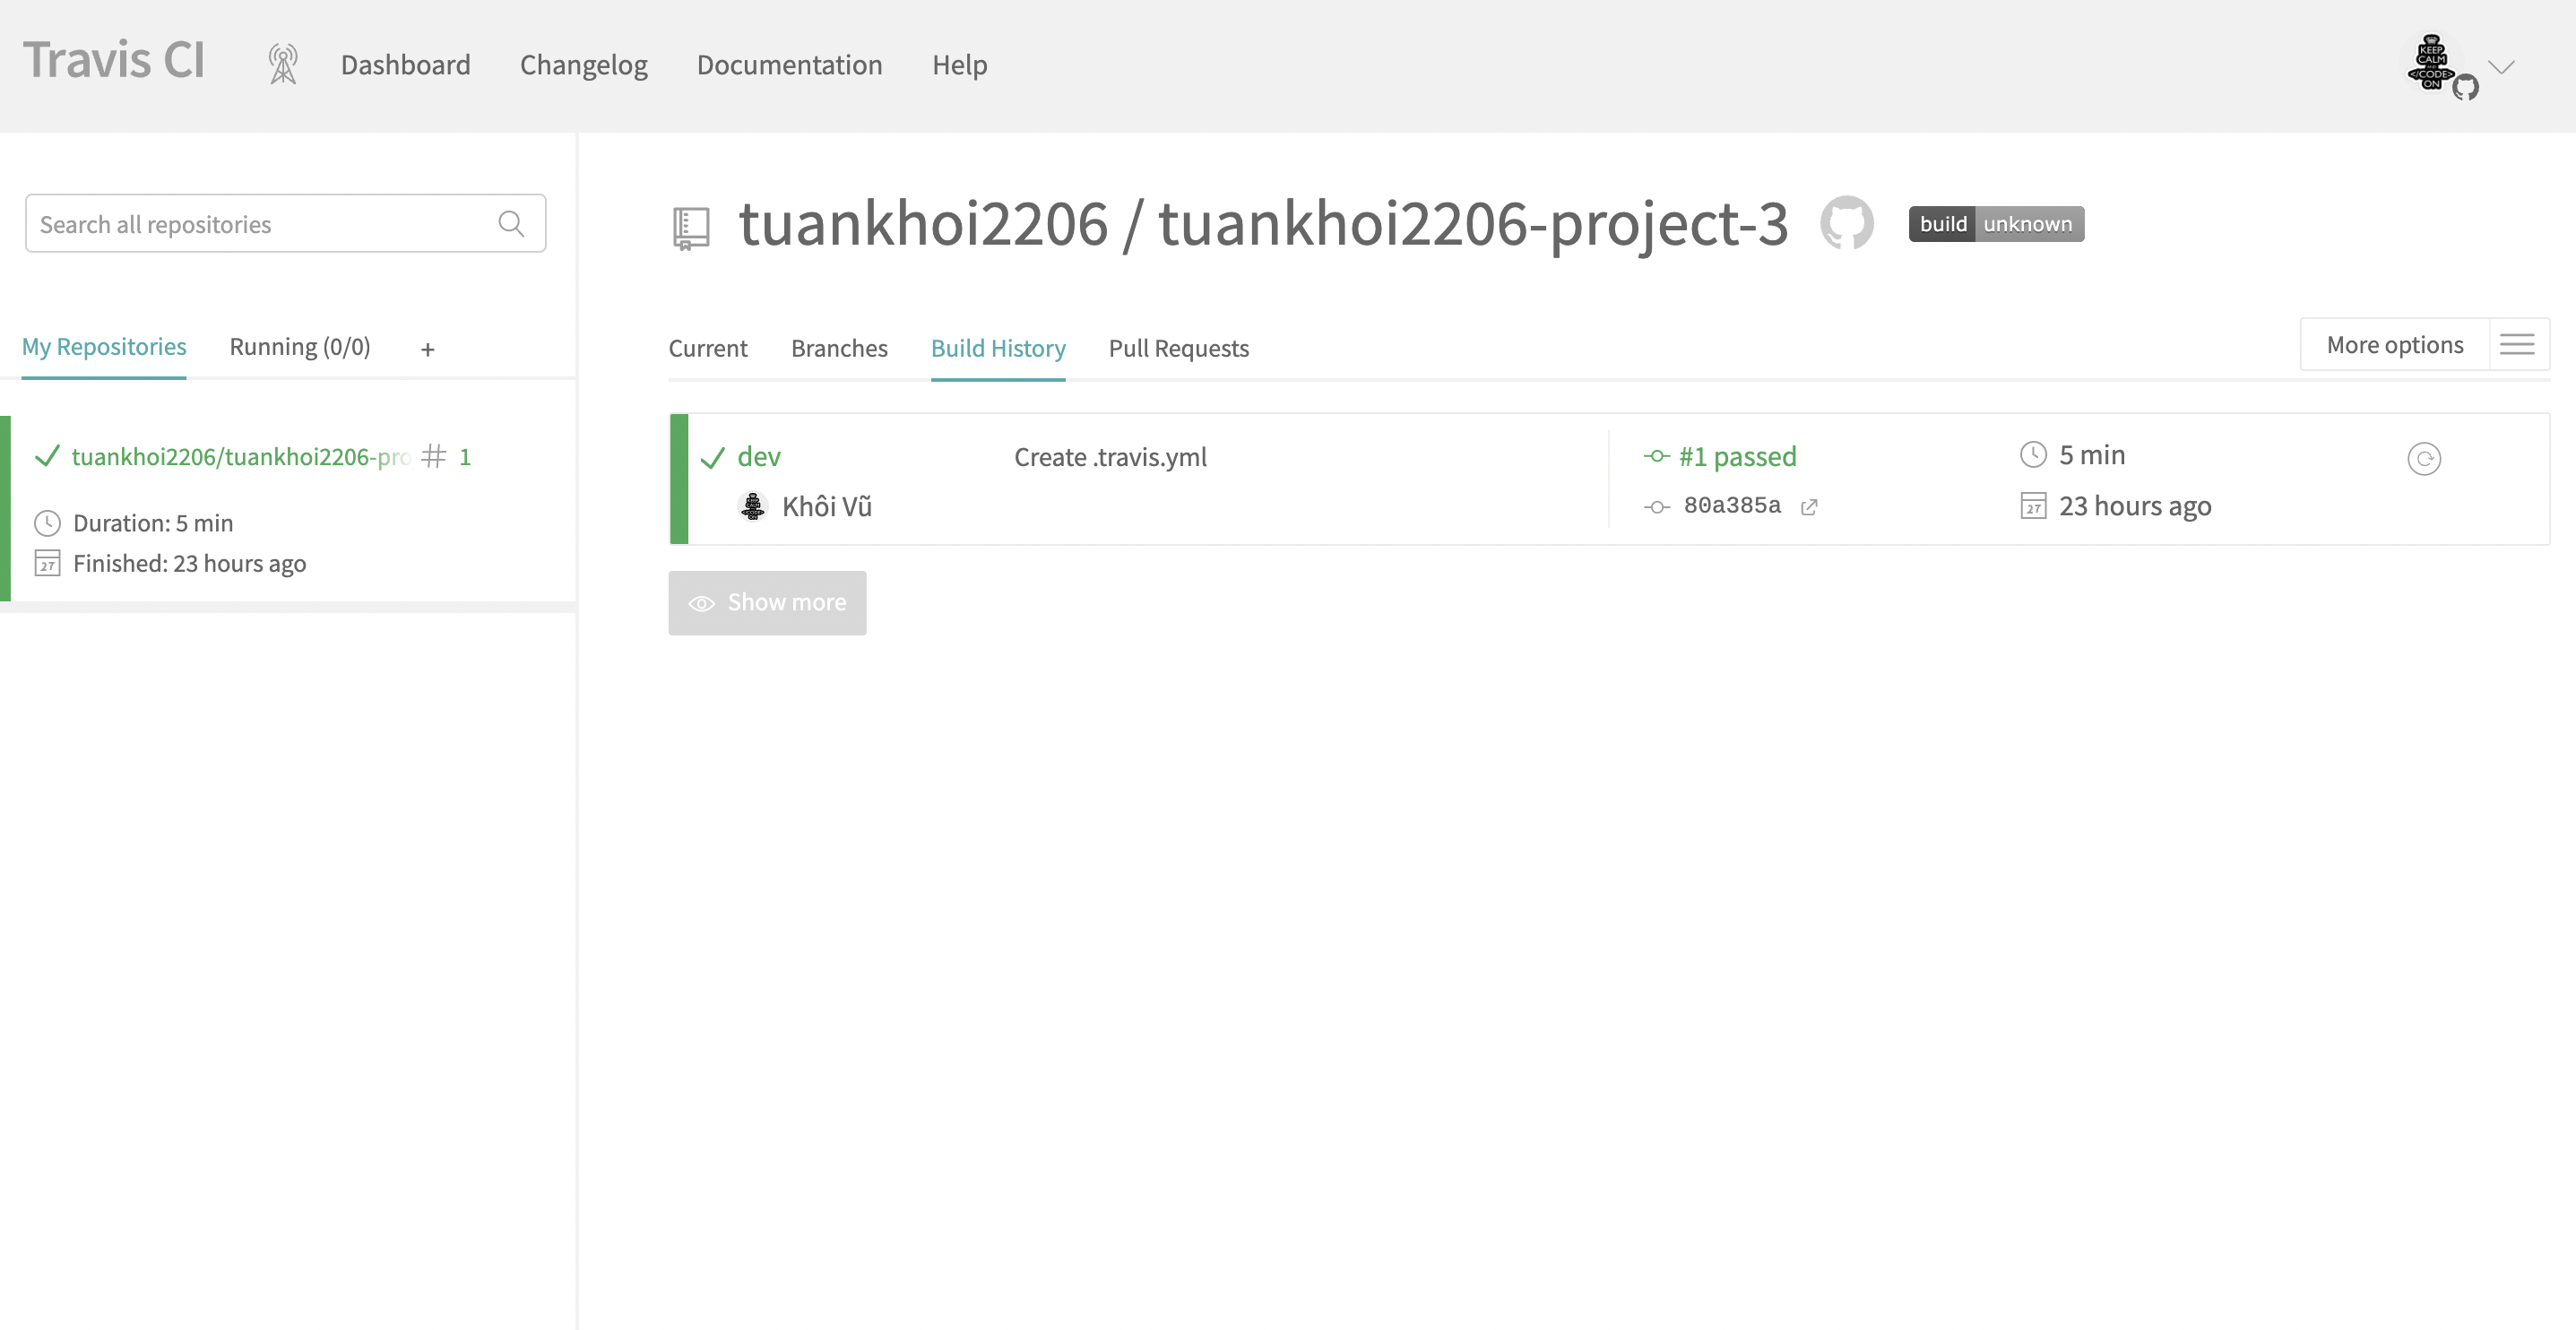 Travis CI
Dashboard
Changelog
Documentation
Help
KEEP
CALM
AND
</CODE>
ON
Search all repositories
tuankhoi2206 / tuankhoi2206-project-3
build unknown
My Repositories
Running (0/0)
+
Current
Branches
Build History
Pull Requests
More options
tuankhoi2206/tuankhoi2206-pro # 1
Duration: 5 min
27 Finished: 23 hours ago
dev
Create .travis.yml
#1 passed
5 min
Khôi Vũ
80a385a
27 23 hours ago
Show more